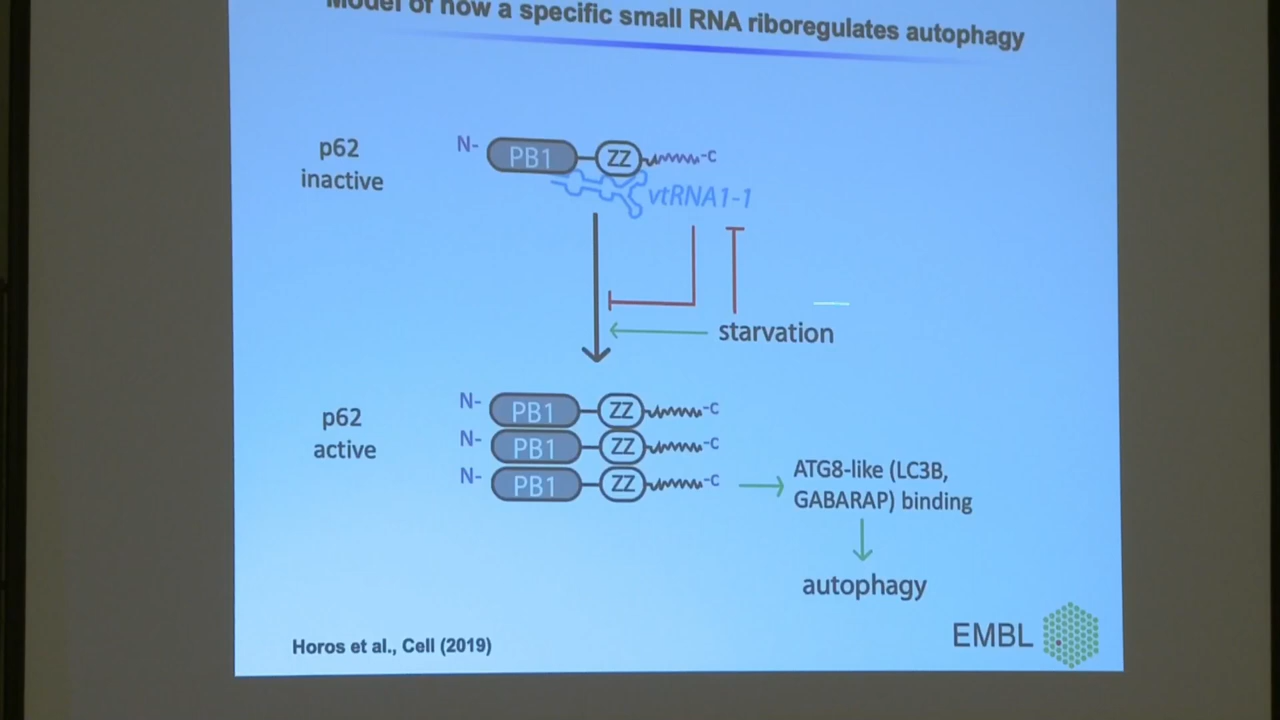 Model of how a specific small RNA riboregulates autophagy
p62
inactive
N- PB1 ZZ -C
vtRNA1-1
starvation
p62
active
N- PB1 ZZ -C
N- PB1 ZZ -C
N- PB1 ZZ -C
ATG8-like (LC3B,
GABARAP) binding
autophagy
Horos et al., Cell (2019)
EMBL